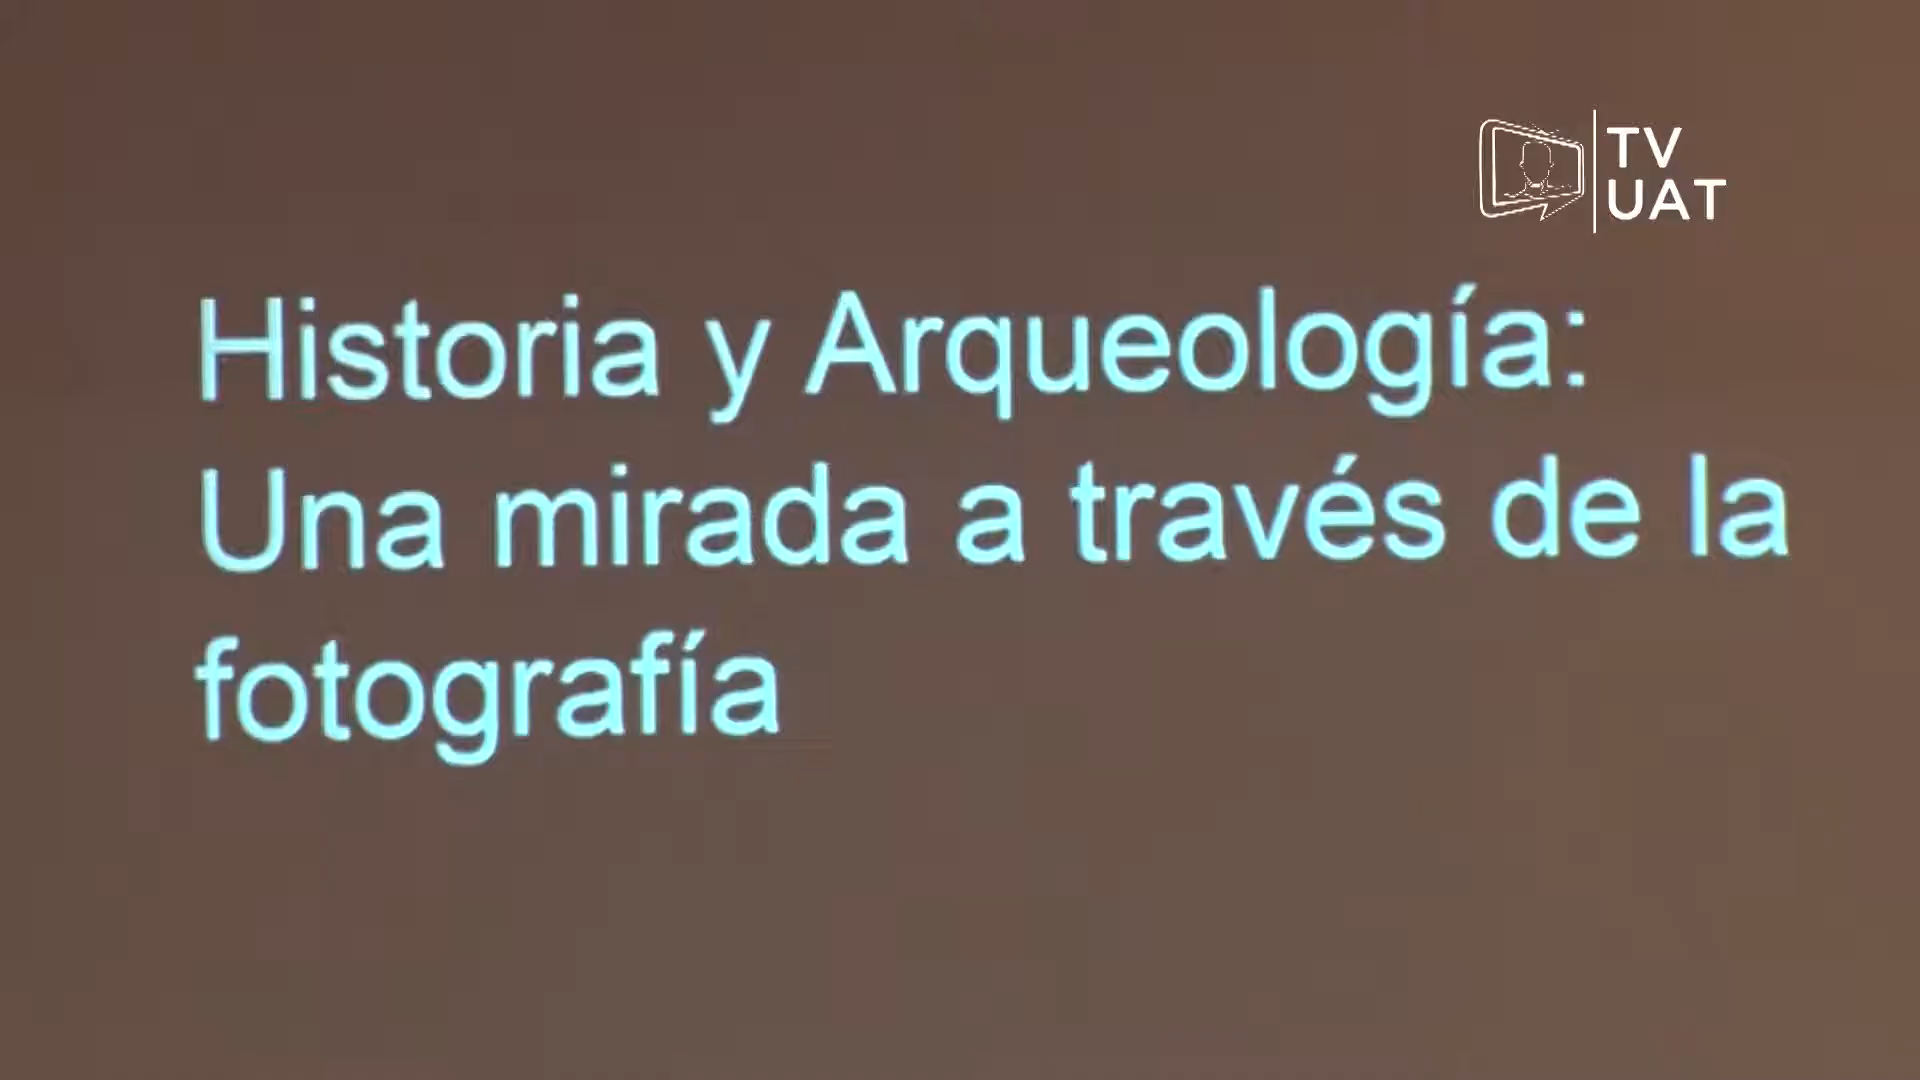 TV
UAT
Historia y Arqueología:
Una mirada a través de la
fotografía